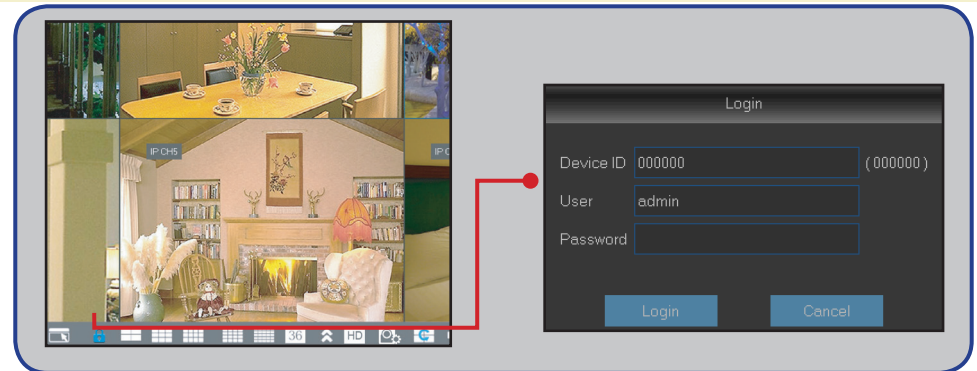 IP CH5
IP C
36
HD
Login
Device ID
000000
( 000000 )
User
admin
Password
Login
Cancel